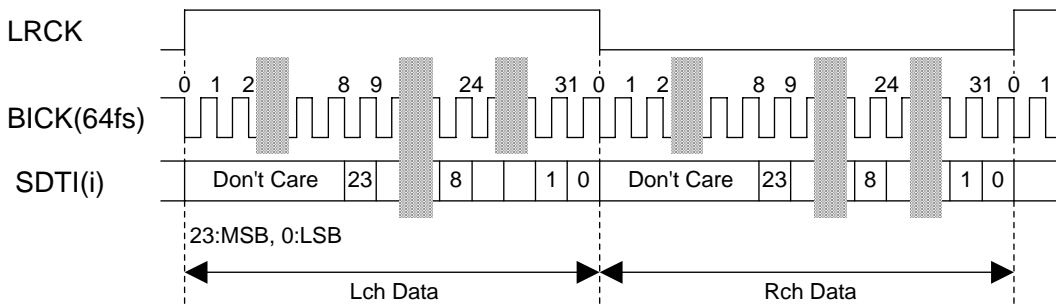 LRCK
0 1 2 8 9 24 31 0 1 2 8 9 24 31 0 1
BICK(64fs)
SDTI(i) Don't Care 23 8 1 0 Don't Care 23 8 1 0
23:MSB, 0:LSB
Lch Data Rch Data